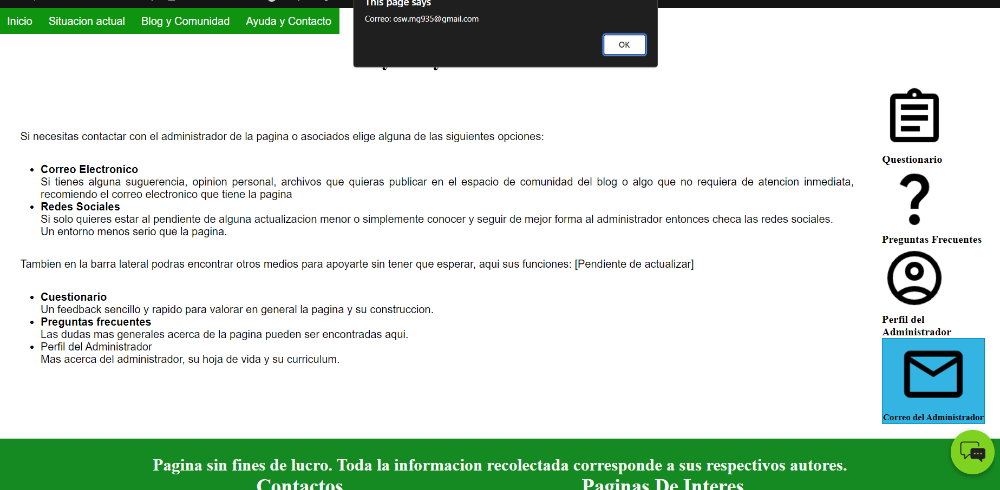 This page says
Correo: osw.mg935@gmail.com
OK
Inicio
Situacion actual
Blog y Comunidad
Ayuda y Contacto
Si necesitas contactar con el administrador de la pagina o asociados elige alguna de las siguientes opciones:
Correo Electronico
Si tienes alguna suguerencia, opinion personal, archivos que quieras publicar en el espacio de comunidad del blog o algo que no requiera de atencion inmediata,
recomiendo el correo electronico que tiene la pagina
Redes Sociales
Si solo quieres estar al pendiente de alguna actualizacion menor o simplemente conocer y seguir de mejor forma al administrador entonces checa las redes sociales.
Un entorno menos serio que la pagina.
Tambien en la barra lateral podras encontrar otros medios para apoyarte sin tener que esperar, aqui sus funciones: [Pendiente de actualizar]
Cuestionario
Un feedback sencillo y rapido para valorar en general la pagina y su construccion.
Preguntas frecuentes
Las dudas mas generales acerca de la pagina pueden ser encontradas aqui.
Perfil del Administrador
Mas acerca del administrador, su hoja de vida y su curriculum.
Questionario
Preguntas Frecuentes
Perfil del
Administrador
Correo del Administrador
Pagina sin fines de lucro. Toda la informacion recolectada corresponde a sus respectivos autores.
Contactos
Paginas De Interes